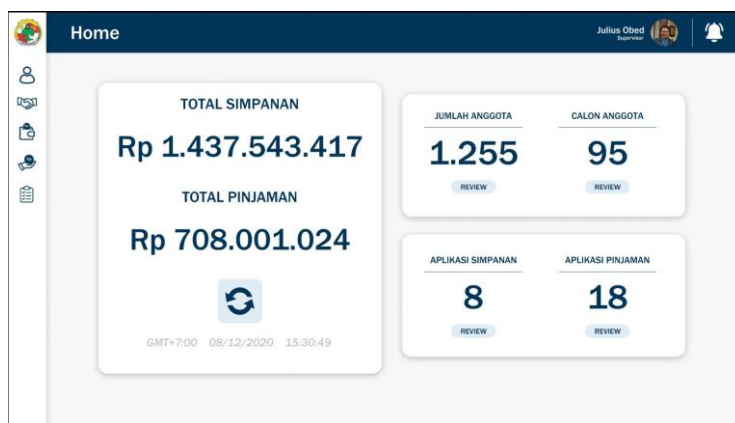 Home
Julius Obed
Supervisor
TOTAL SIMPANAN
Rp 1.437.543.417
TOTAL PINJAMAN
Rp 708.001.024
GMT+7:00 08/12/2020 15:30:49
JUMLAH ANGGOTA
1.255
REVIEW
CALON ANGGOTA
95
REVIEW
APLIKASI SIMPANAN
8
REVIEW
APLIKASI PINJAMAN
18
REVIEW